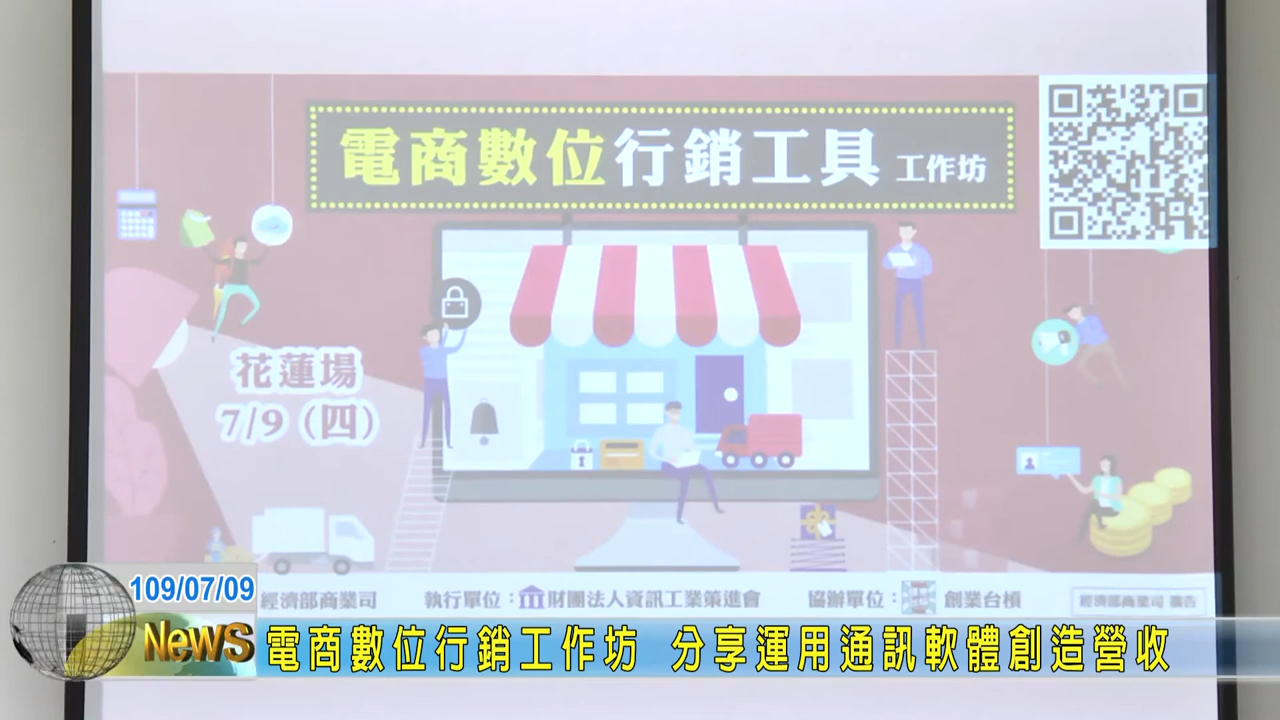 電商數位行銷工具 工作坊
花蓮場
7/9 (四)
經濟部商業司 執行單位：財團法人資訊工業策進會 協辦單位： 創業台模 經濟部商業司 廣告
109/07/09
News 電商數位行銷工作坊 分享運用通訊軟體創造營收